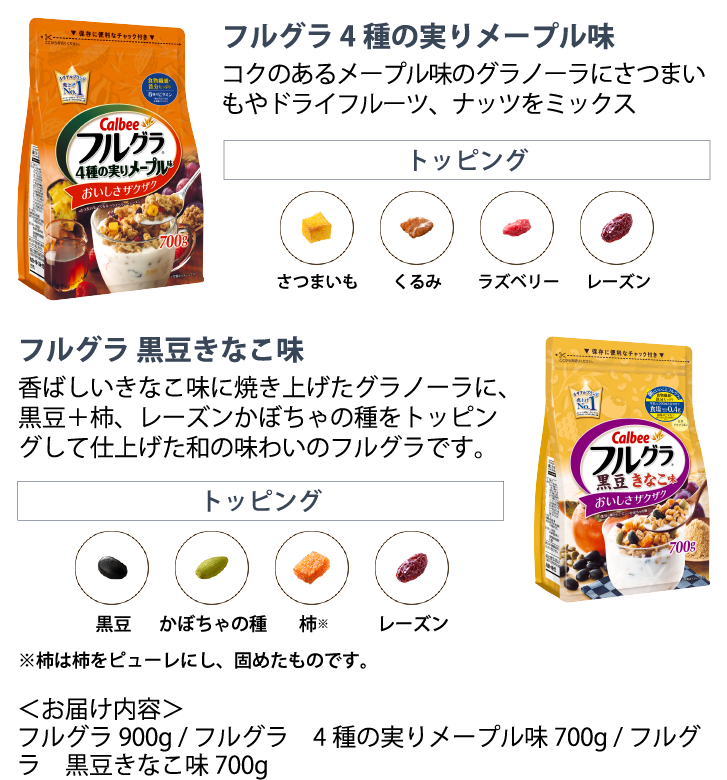 ▼ 保存に便利なチャック付き ▼
Calbee
フルグラ
4種の実りメープル味
おいしさザクザク
700g
フルグラ 4 種の実りメープル味
コクのあるメープル味のグラノーラにさつまい
もやドライフルーツ、ナッツをミックス
トッピング
さつまいも くるみ ラズベリー レーズン
フルグラ 黒豆きなこ味
香ばしいきなこ味に焼き上げたグラノーラに、
黒豆＋柿、レーズンかぼちゃの種をトッピン
グして仕上げた和の味わいのフルグラです。
トッピング
黒豆 かぼちゃの種 柿※ レーズン
※柿は柿をピューレにし、固めたものです。
▼ 保存に便利なチャック付き ▼
Calbee
フルグラ
黒豆きなこ味
おいしさザクザク
700g
＜お届け内容＞
フルグラ 900g / フルグラ　4 種の実りメープル味 700g / フルグ
ラ　黒豆きなこ味 700g